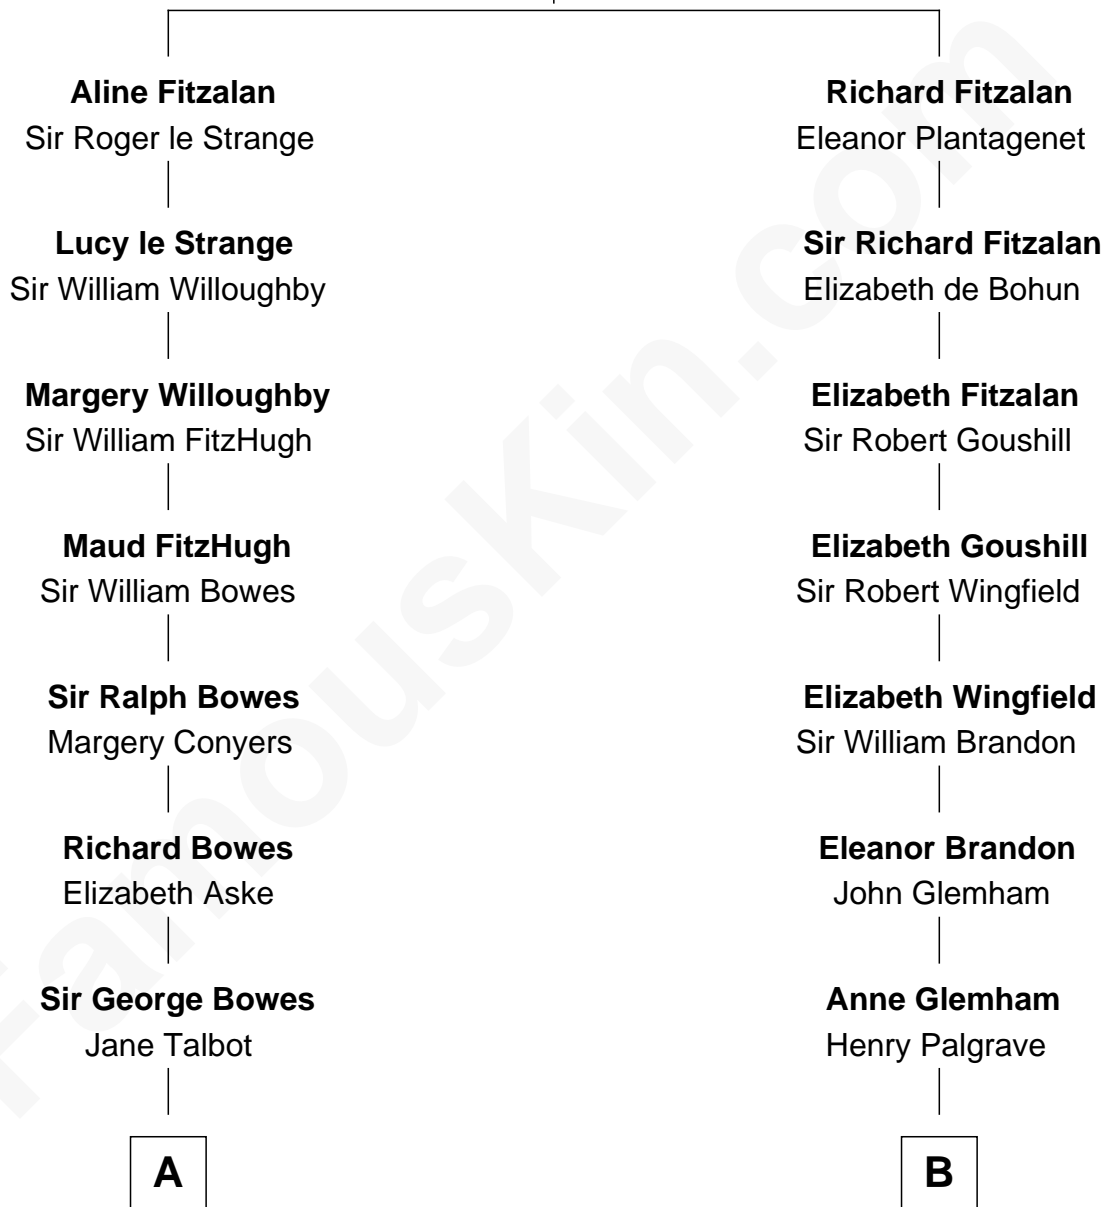 Aline Fitzalan
Sir Roger le Strange
Lucy le Strange
Sir William Willoughby
Margery Willoughby
Sir William FitzHugh
Maud FitzHugh
Sir William Bowes
Sir Ralph Bowes
Margery Conyers
Richard Bowes
Elizabeth Aske
Sir George Bowes
Jane Talbot
A
Richard Fitzalan
Eleanor Plantagenet
Sir Richard Fitzalan
Elizabeth de Bohun
Elizabeth Fitzalan
Sir Robert Goushill
Elizabeth Goushill
Sir Robert Wingfield
Elizabeth Wingfield
Sir William Brandon
Eleanor Brandon
John Glemham
Anne Glemham
Henry Palgrave
B
FamousKin.com